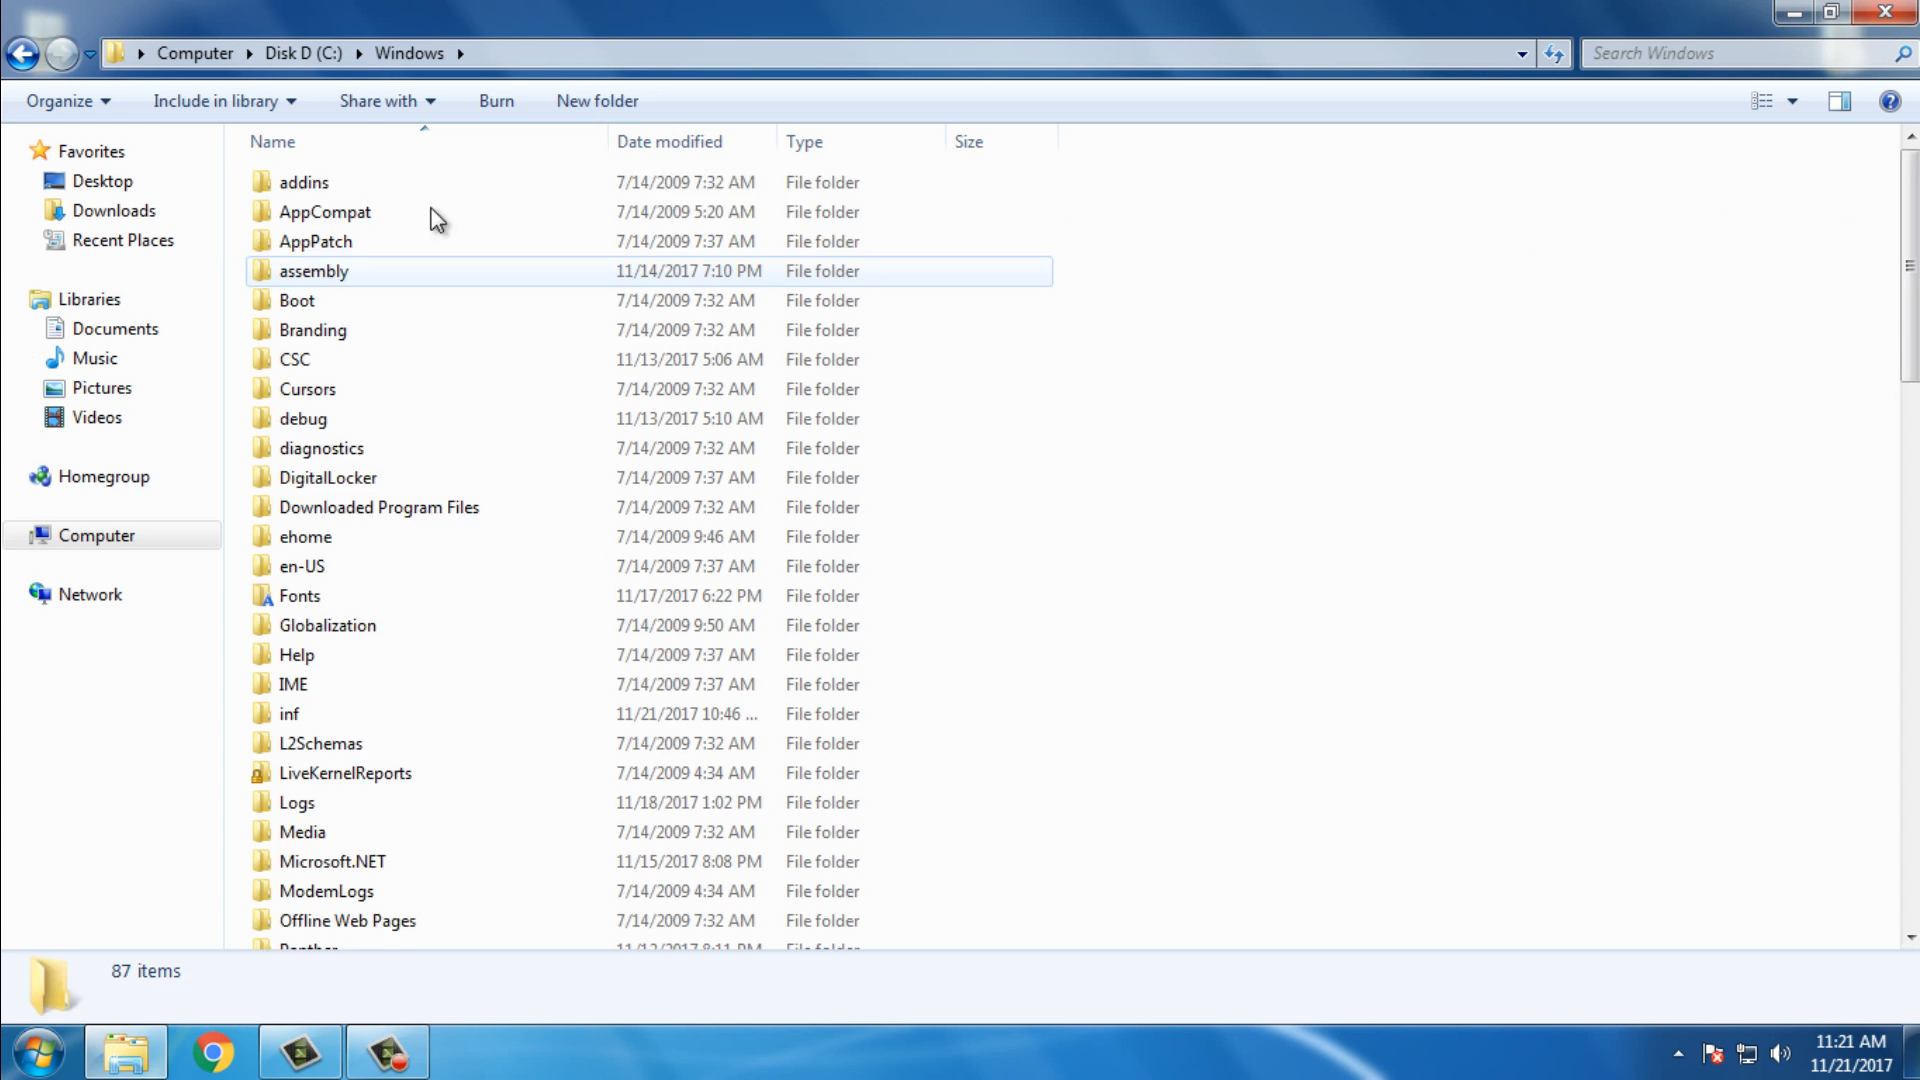 Computer Disk D (C:) Windows
Search Windows
Organize Include in library Share with Burn New folder
Name Date modified Type Size
Favorites
Desktop
Downloads
Recent Places
Libraries
Documents
Music
Pictures
Videos
Homegroup
Computer
Network
addins 7/14/2009 7:32 AM File folder
AppCompat 7/14/2009 5:20 AM File folder
AppPatch 7/14/2009 7:37 AM File folder
assembly 11/14/2017 7:10 PM File folder
Boot 7/14/2009 7:32 AM File folder
Branding 7/14/2009 7:32 AM File folder
CSC 11/13/2017 5:06 AM File folder
Cursors 7/14/2009 7:32 AM File folder
debug 11/13/2017 5:10 AM File folder
diagnostics 7/14/2009 7:32 AM File folder
DigitalLocker 7/14/2009 7:37 AM File folder
Downloaded Program Files 7/14/2009 7:32 AM File folder
ehome 7/14/2009 9:46 AM File folder
en-US 7/14/2009 7:37 AM File folder
Fonts 11/17/2017 6:22 PM File folder
Globalization 7/14/2009 9:50 AM File folder
Help 7/14/2009 7:37 AM File folder
IME 7/14/2009 7:37 AM File folder
inf 11/21/2017 10:46 ... File folder
L2Schemas 7/14/2009 7:32 AM File folder
LiveKernelReports 7/14/2009 4:34 AM File folder
Logs 11/18/2017 1:02 PM File folder
Media 7/14/2009 7:32 AM File folder
Microsoft.NET 11/15/2017 8:08 PM File folder
ModemLogs 7/14/2009 4:34 AM File folder
Offline Web Pages 7/14/2009 7:32 AM File folder
87 items
11:21 AM
11/21/2017